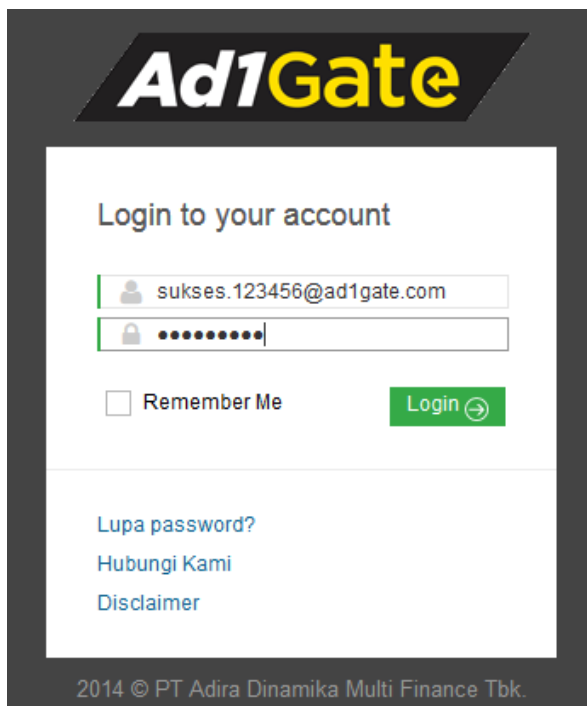 Ad1Gate
Login to your account
sukses.123456@ad1gate.com
•••••••••
Remember Me
Login
Lupa password?
Hubungi Kami
Disclaimer
2014 © PT Adira Dinamika Multi Finance Tbk.